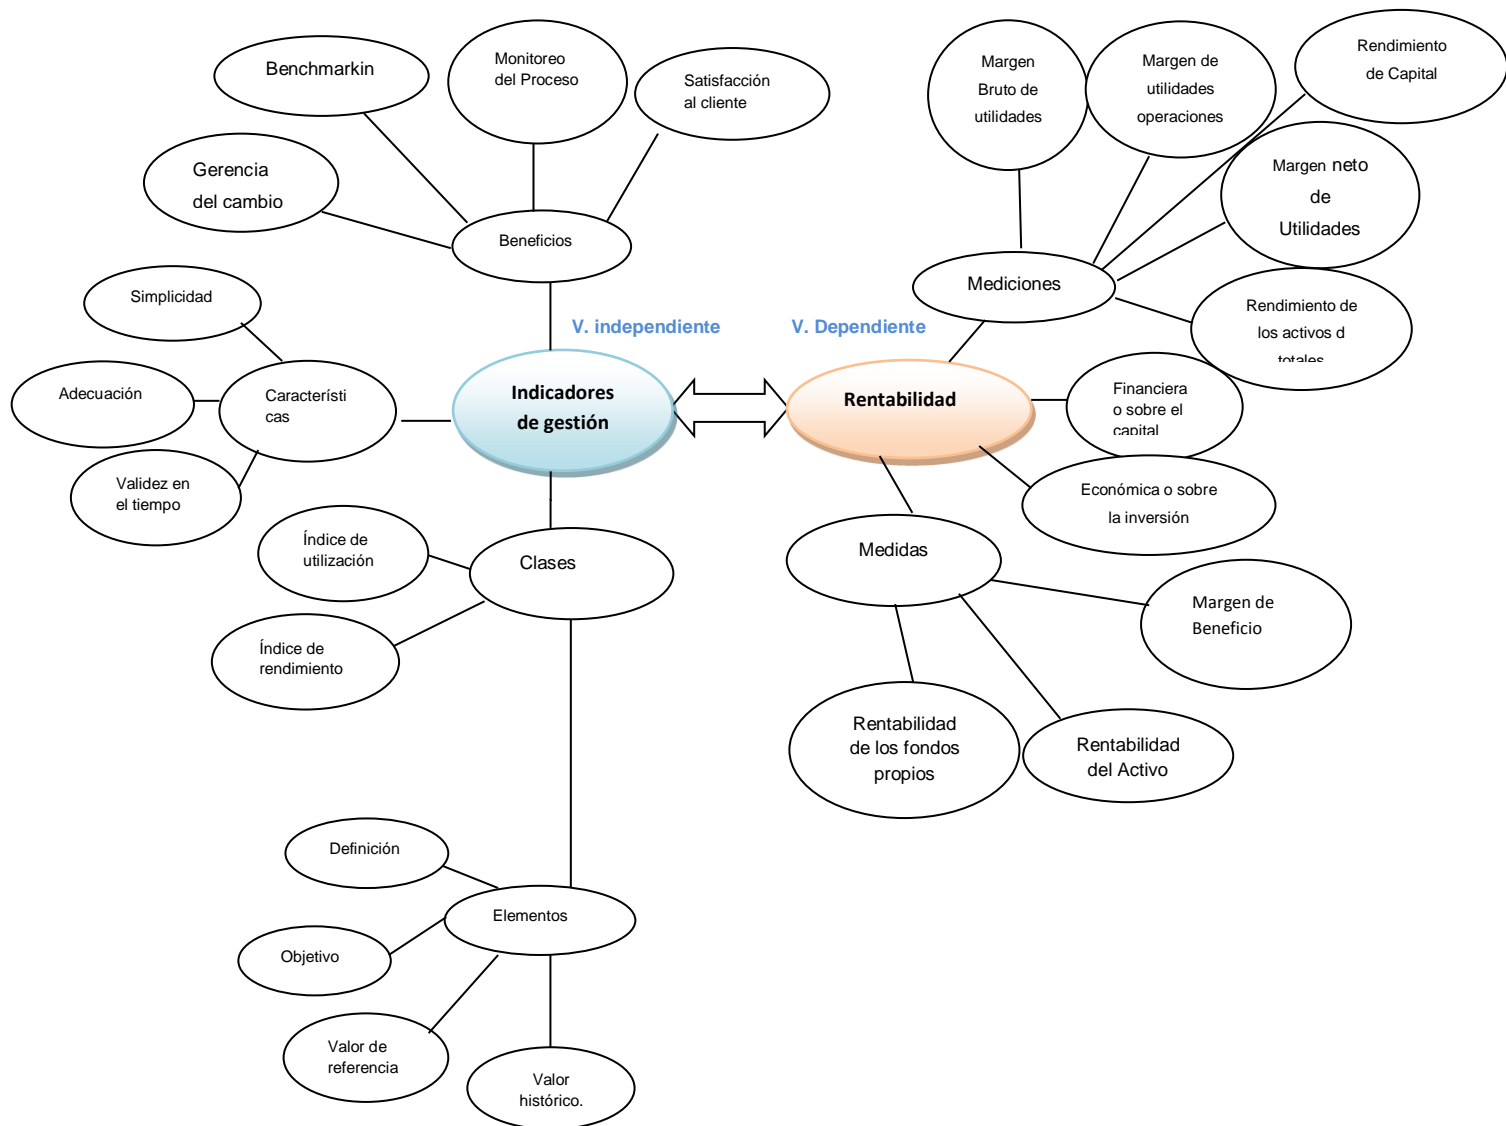 Benchmarkin
Monitoreo
del Proceso
Satisfacción
al cliente
Gerencia
del cambio
Beneficios
Simplicidad
Adecuación
Característi
cas
Validez en
el tiempo
V. independiente
Indicadores
de gestión
Índice de
utilización
Clases
Índice de
rendimiento
Definición
Elementos
Objetivo
Valor de
referencia
Valor
histórico.
Margen
Bruto de
utilidades
Margen de
utilidades
operaciones
Rendimiento
de Capital
Margen neto
de
Utilidades
Mediciones
Rendimiento de
los activos d
totales
V. Dependiente
Rentabilidad
Financiera
o sobre el
capital
Económica o sobre
la inversión
Medidas
Margen de
Beneficio
Rentabilidad
de los fondos
propios
Rentabilidad
del Activo